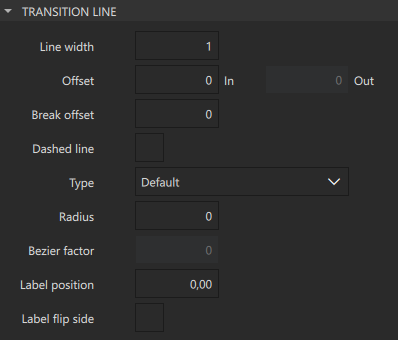 TRANSITION LINE
Line width 1
Offset 0 In 0 Out
Break offset 0
Dashed line
Type Default
Radius 0
Bezier factor 0
Label position 0,00
Label flip side